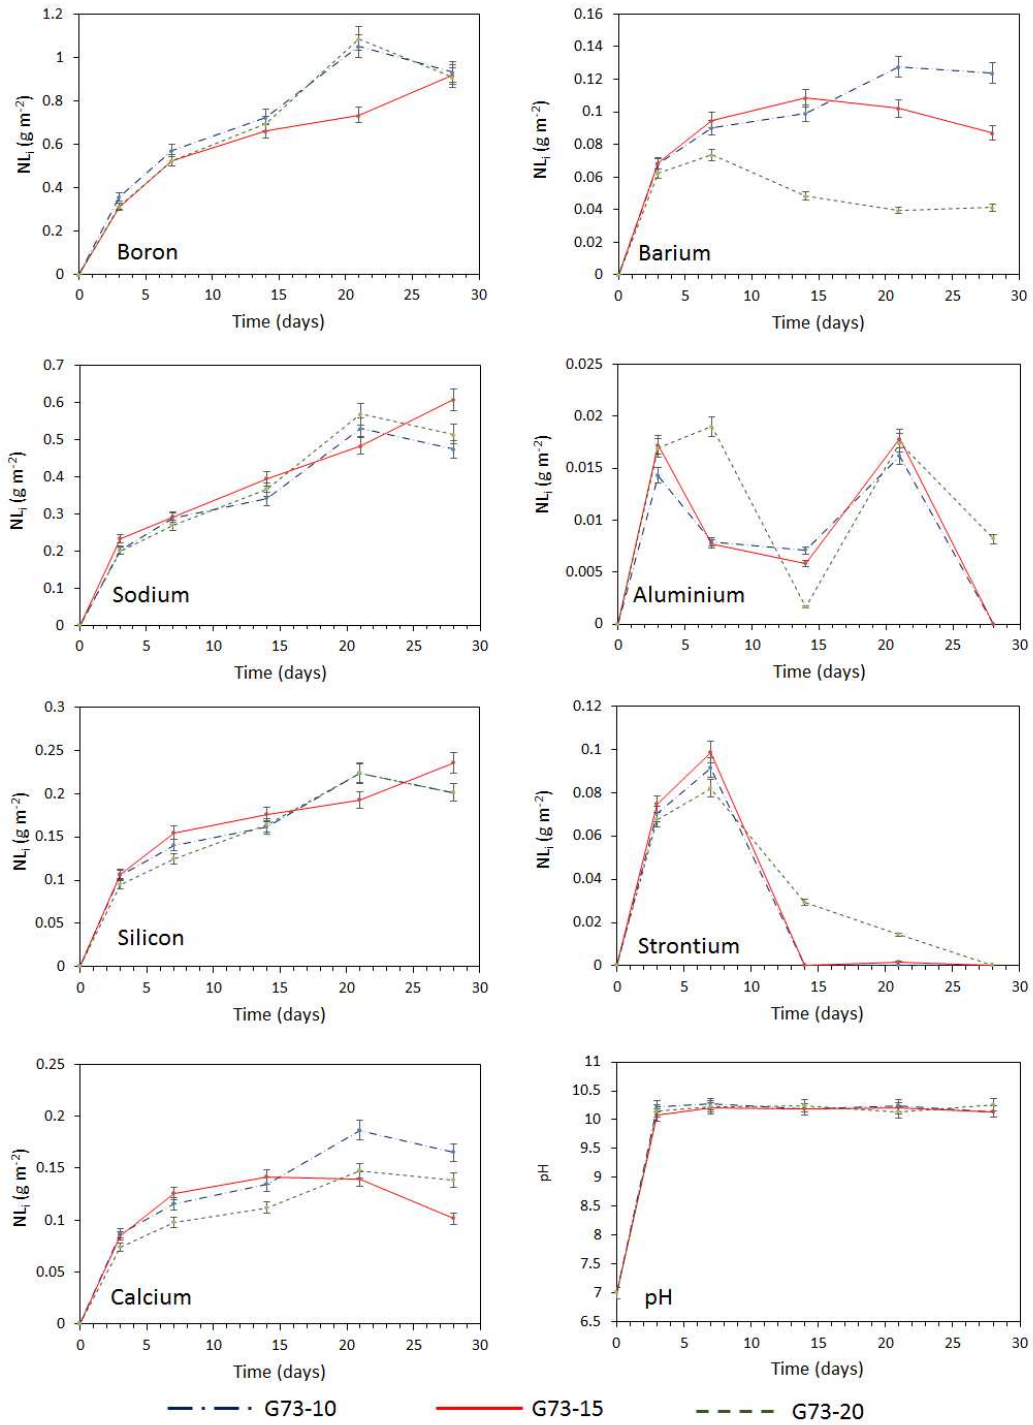 1.2
1
0.8
0.6
0.4
0.2
0
NLi (g m-2)
Boron
0 5 10 15 20 25 30
Time (days)
0.16
0.14
0.12
0.1
0.08
0.06
0.04
0.02
0
NLi (g m-2)
Barium
0 5 10 15 20 25 30
Time (days)
0.7
0.6
0.5
0.4
0.3
0.2
0.1
0
NLi (g m-2)
Sodium
0 5 10 15 20 25 30
Time (days)
0.025
0.02
0.015
0.01
0.005
0
NLi (g m-2)
Aluminium
0 5 10 15 20 25 30
Time (days)
0.3
0.25
0.2
0.15
0.1
0.05
0
NLi (g m-2)
Silicon
0 5 10 15 20 25 30
Time (days)
0.12
0.1
0.08
0.06
0.04
0.02
0
NLi (g m-2)
Strontium
0 5 10 15 20 25 30
Time (days)
0.25
0.2
0.15
0.1
0.05
0
NLi (g m-2)
Calcium
0 5 10 15 20 25 30
Time (days)
11
10.5
10
9.5
9
8.5
8
7.5
7
6.5
pH
pH
0 5 10 15 20 25 30
Time (days)
G73-10 G73-15 G73-20